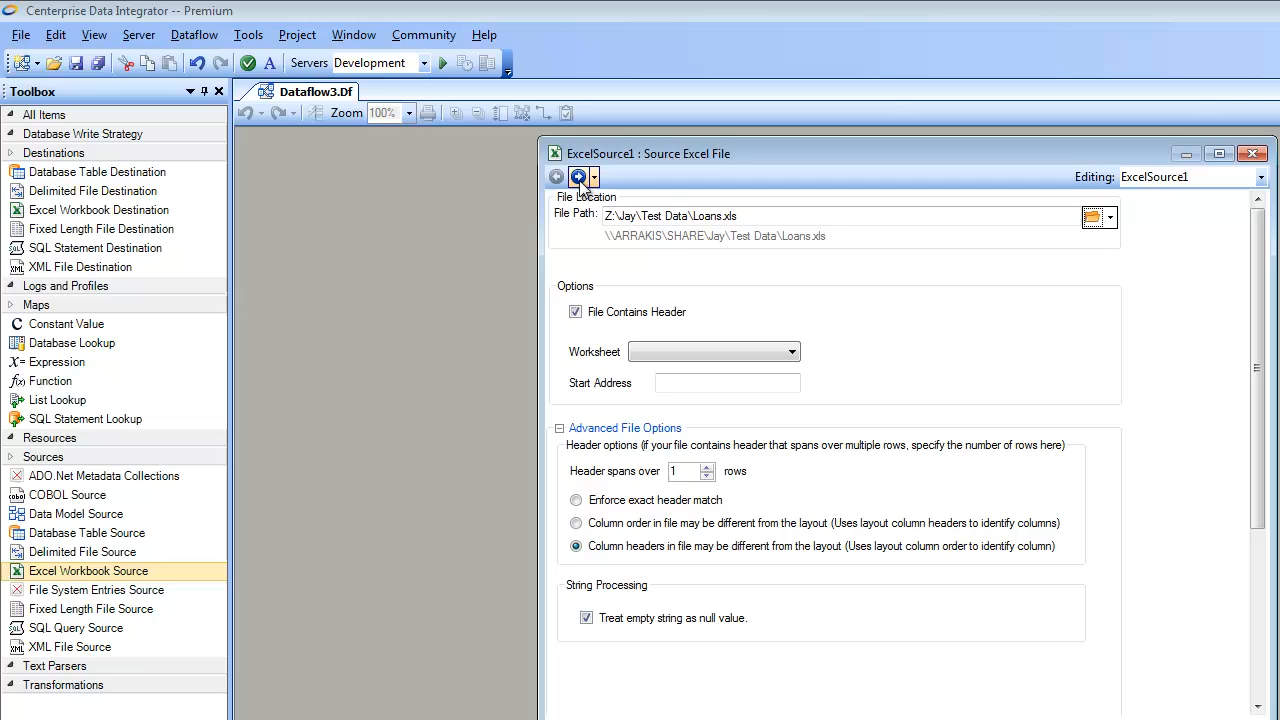 Centerprise Data Integrator -- Premium
File Edit View Server Dataflow Tools Project Window Community Help
A Servers Development
Toolbox
Dataflow3.Df
Zoom 100%
All Items
Database Write Strategy
Destinations
Database Table Destination
Delimited File Destination
Excel Workbook Destination
Fixed Length File Destination
SQL Statement Destination
XML File Destination
Logs and Profiles
Maps
C Constant Value
Database Lookup
X= Expression
f(x) Function
List Lookup
SQL Statement Lookup
Resources
Sources
ADO.Net Metadata Collections
cobol COBOL Source
Data Model Source
Database Table Source
Delimited File Source
Excel Workbook Source
File System Entries Source
Fixed Length File Source
SQL Query Source
XML File Source
Text Parsers
Transformations
ExcelSource1 : Source Excel File
Editing: ExcelSource1
File Location
File Path: Z:\Jay\Test Data\Loans.xls
\\ARRAKIS\SHARE\Jay\Test Data\Loans.xls
Options
File Contains Header
Worksheet
Start Address
Advanced File Options
Header options (if your file contains header that spans over multiple rows, specify the number of rows here)
Header spans over 1 rows
Enforce exact header match
Column order in file may be different from the layout (Uses layout column headers to identify columns)
Column headers in file may be different from the layout (Uses layout column order to identify column)
String Processing
Treat empty string as null value.